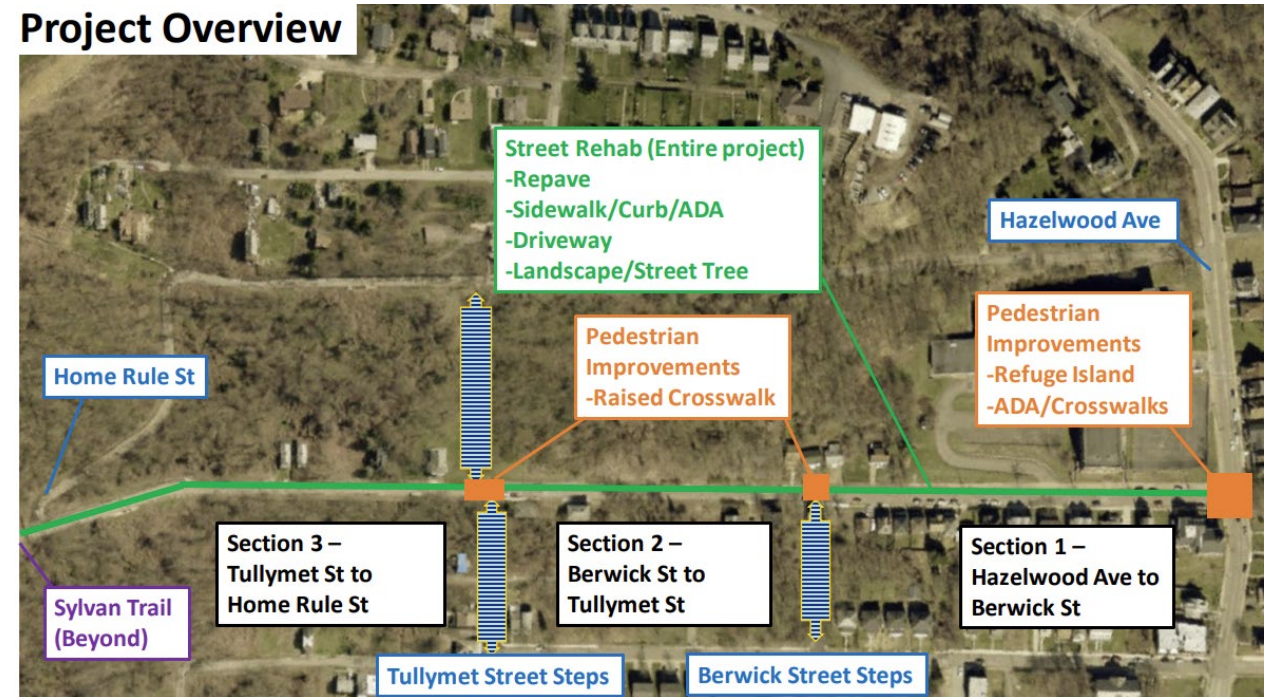 Project Overview
Street Rehab (Entire project)
-Repave
-Sidewalk/Curb/ADA
-Driveway
-Landscape/Street Tree
Hazelwood Ave
Pedestrian
Improvements
-Raised Crosswalk
Pedestrian
Improvements
-Refuge Island
-ADA/Crosswalks
Home Rule St
Section 3 –
Tullymet St to
Home Rule St
Section 2 –
Berwick St to
Tullymet St
Section 1 –
Hazelwood Ave to
Berwick St
Sylvan Trail
(Beyond)
Tullymet Street Steps
Berwick Street Steps